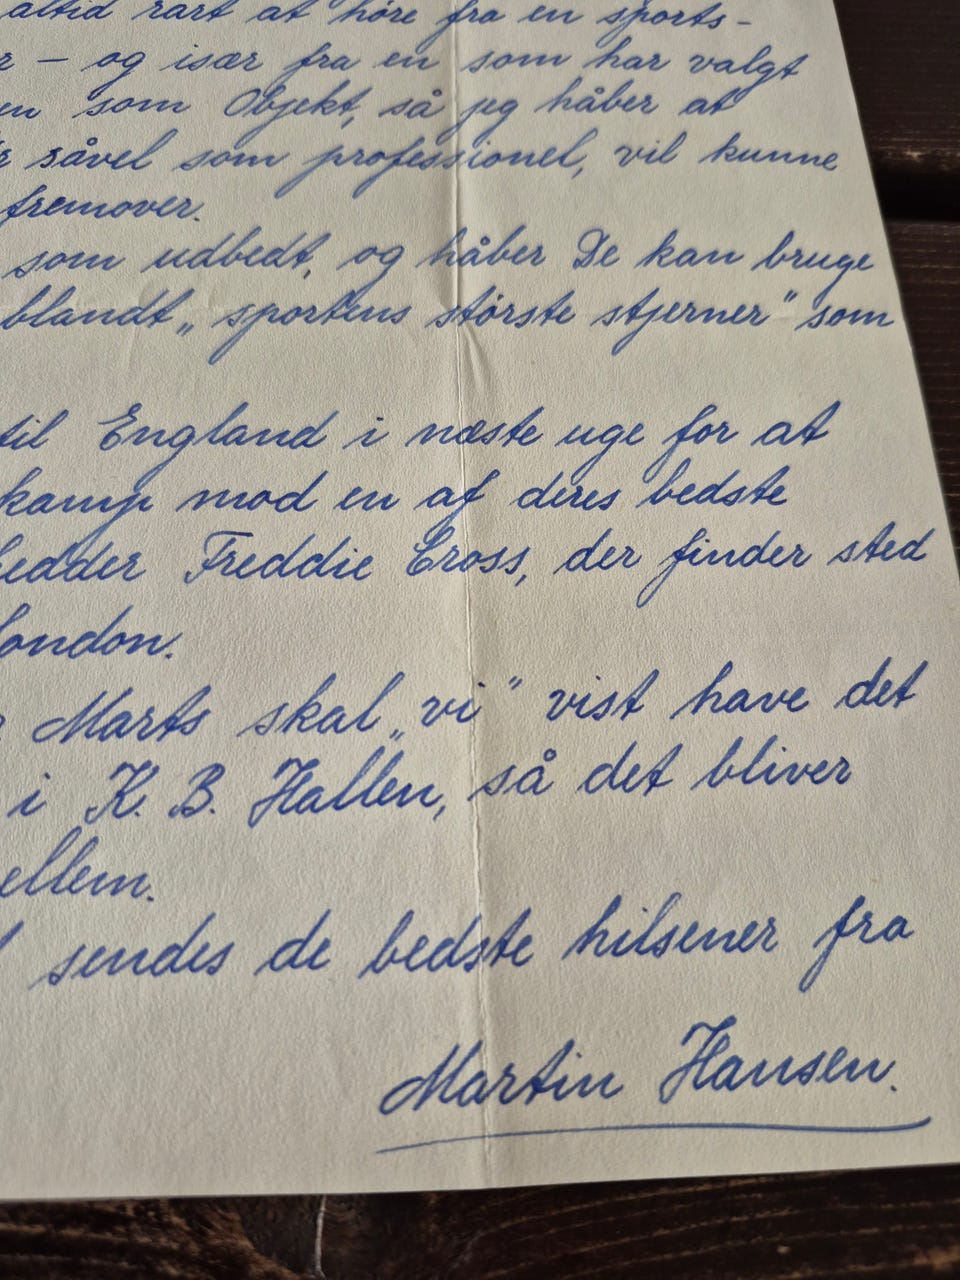 altid rart at høre fra en sports-
– og især fra en som har valgt
som Objekt, så jeg håber at
såvel som professionel, vil kunne
fremover.
som udbedt, og håber De kan bruge
blandt „sportens største stjerner" som
til England i næste uge for at
kamp mod en af deres bedste
hedder Freddie Cross, der finder sted
London.
Marts skal „vi" vist have det
i K. B. Hallen, så det bliver
ellem.
sendes de bedste hilsener fra
Martin Hansen.